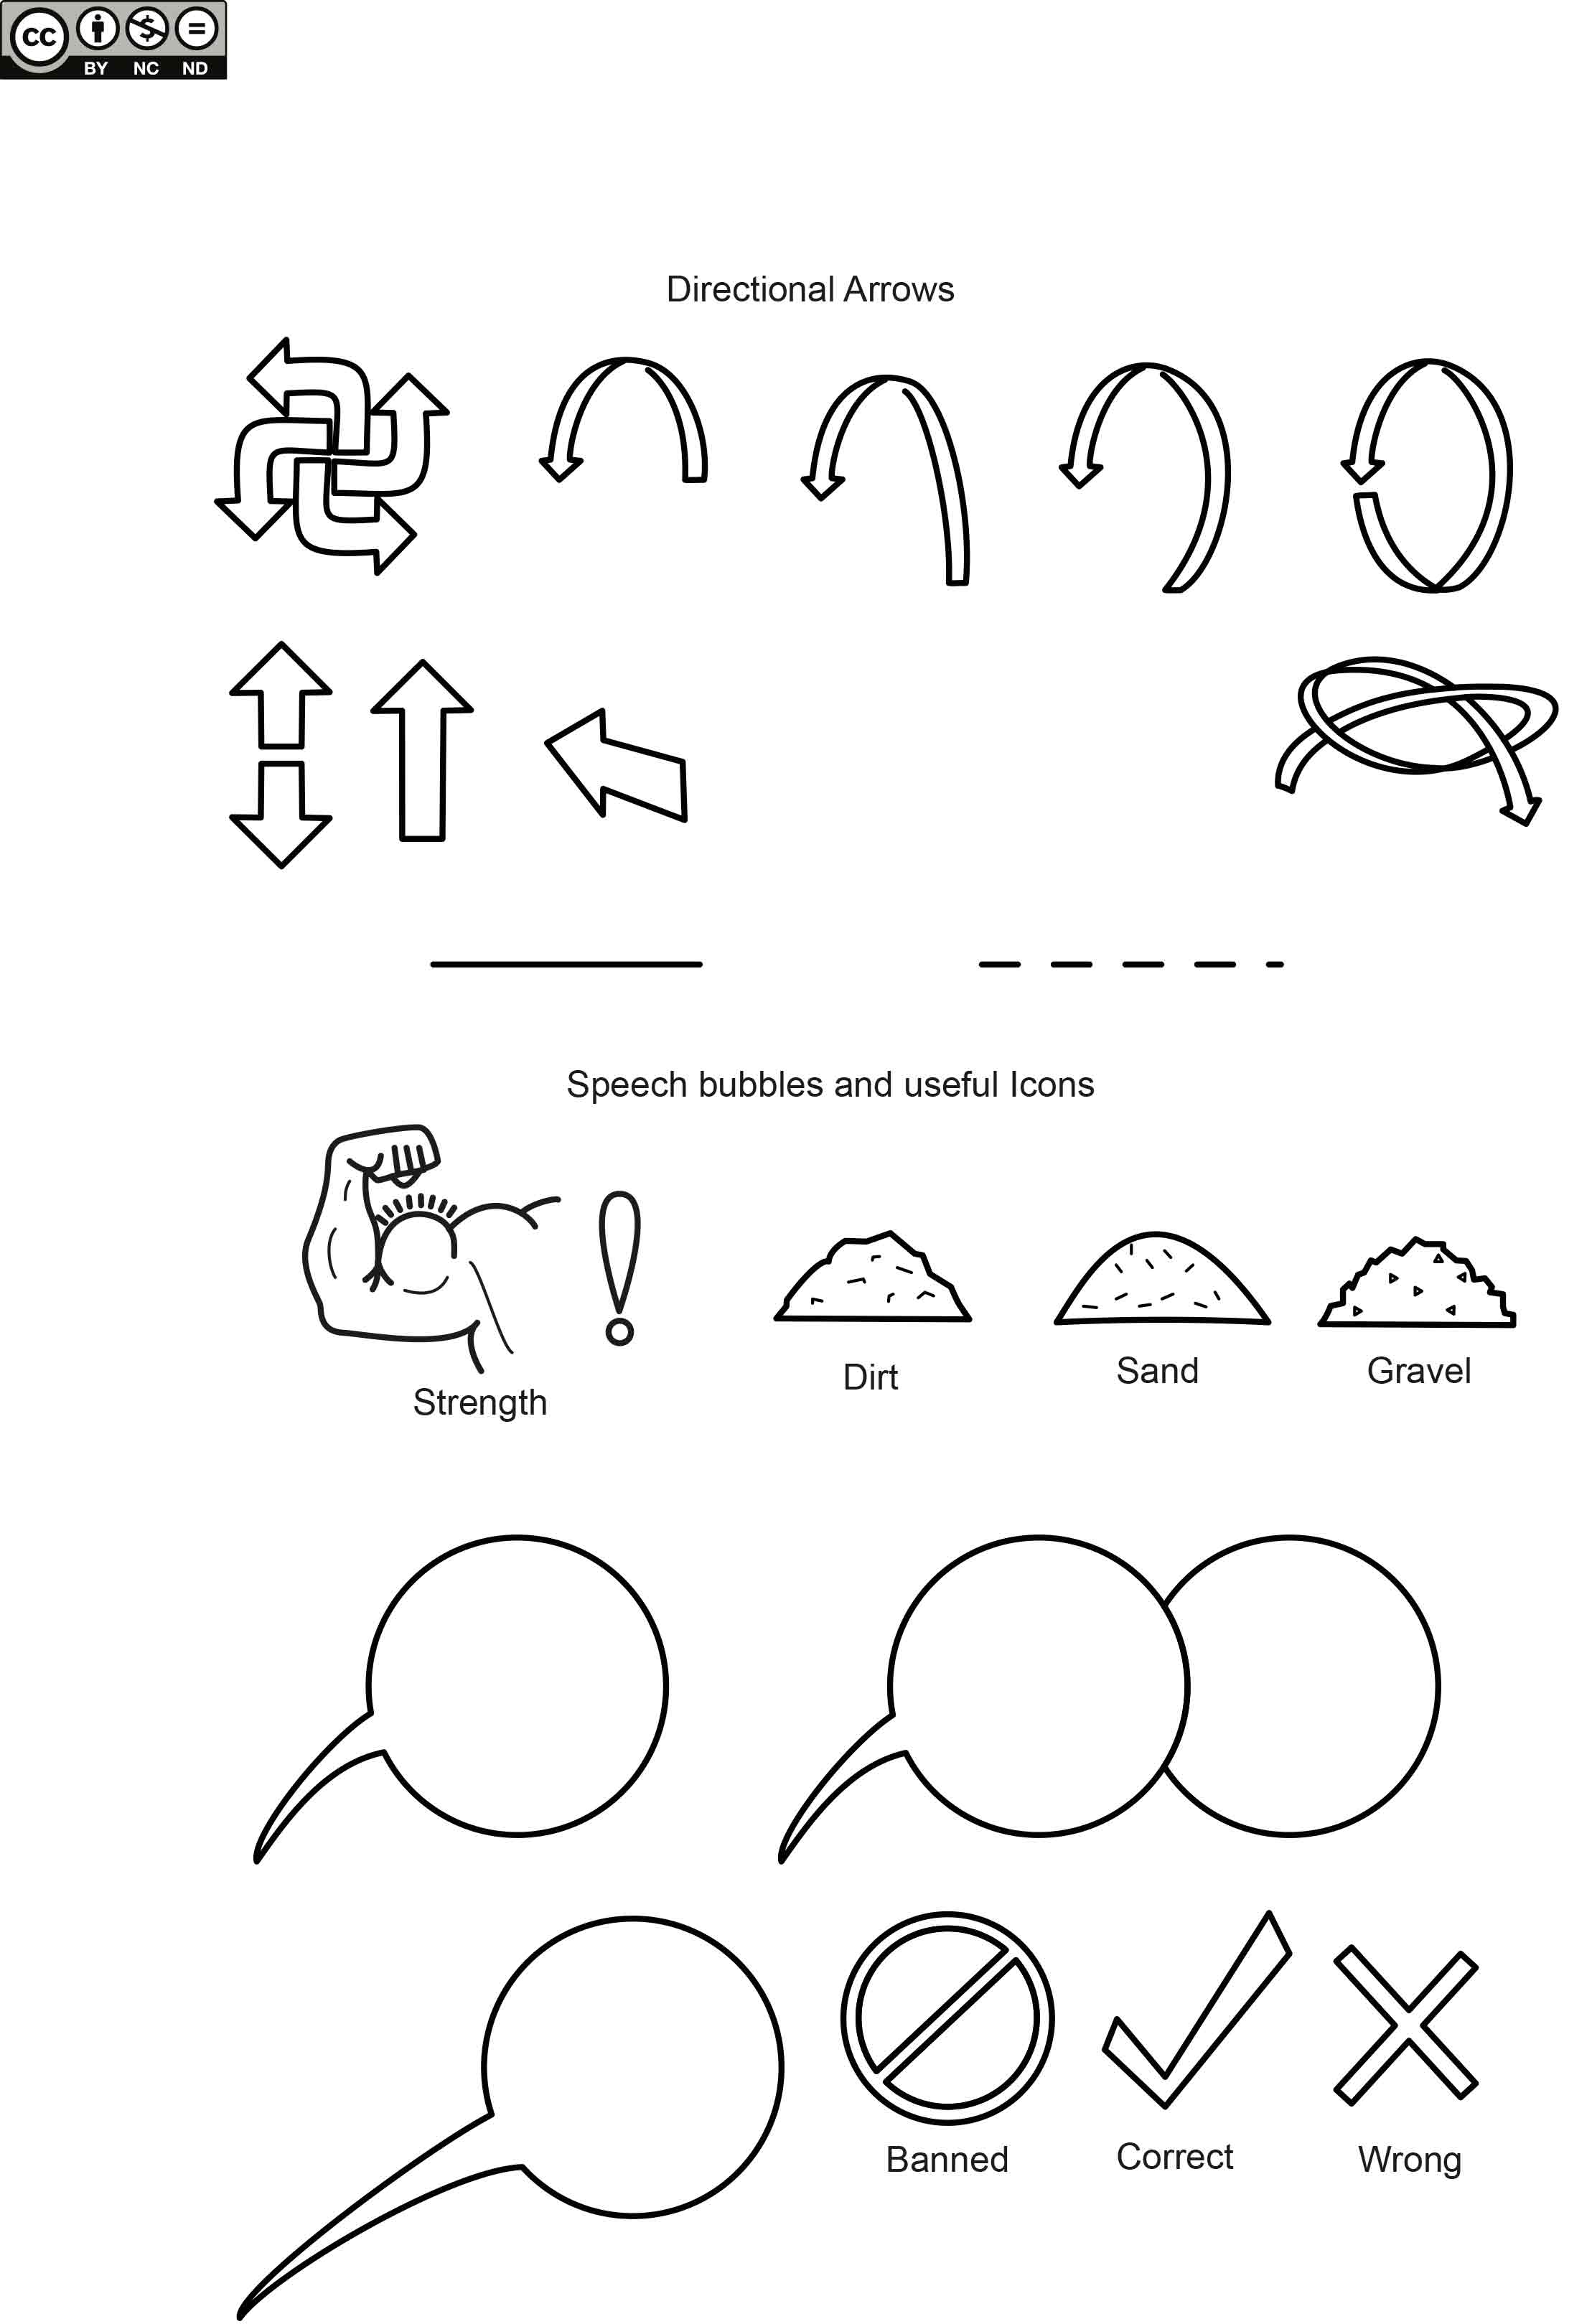 CC BY NC ND
Directional Arrows
Speech bubbles and useful Icons
Strength
Dirt
Sand
Gravel
Banned
Correct
Wrong